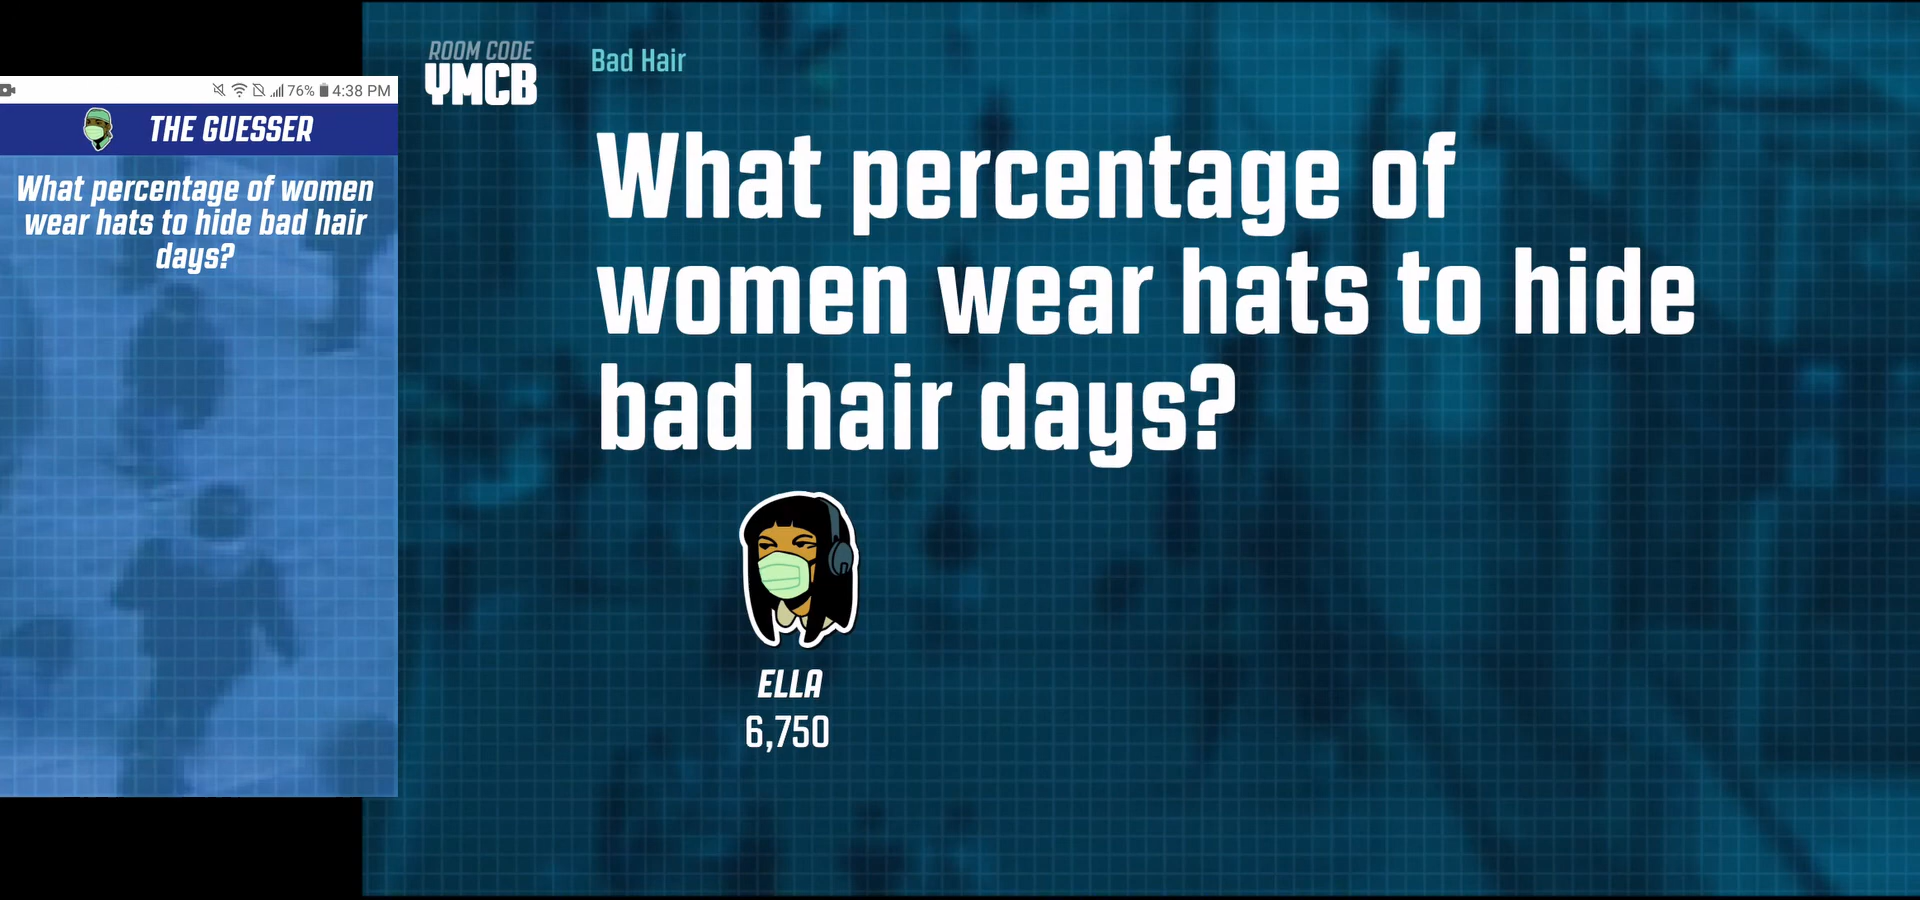 76% 4:38 PM
THE GUESSER
What percentage of women
wear hats to hide bad hair
days?
ROOM CODE
YMCB
Bad Hair
What percentage of
women wear hats to hide
bad hair days?
ELLA
6,750